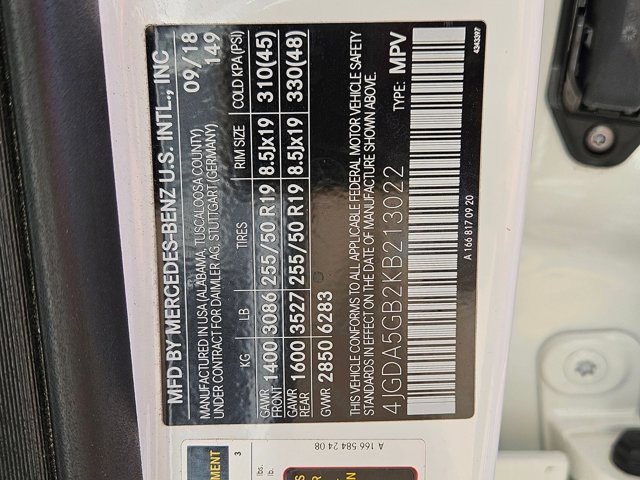 MFD BY MERCEDES-BENZ U.S. INTL., INC
MANUFACTURED IN USA (ALABAMA, TUSCALOOSA COUNTY) 09/18
UNDER CONTRACT FOR DAIMLER AG, STUTTGART (GERMANY) 149
KG LB TIRES RIM SIZE COLD KPA (PSI)
GAWR FRONT 1400 3086 255/50 R19 8.5Jx19 310(45)
GAWR REAR 1600 3527 255/50 R19 8.5Jx19 330(48)
GVWR 2850/6283
THIS VEHICLE CONFORMS TO ALL APPLICABLE FEDERAL MOTOR VEHICLE SAFETY
STANDARDS IN EFFECT ON THE DATE OF MANUFACTURE SHOWN ABOVE.
4JGDA5GB2KB213022 TYPE: MPV
A 166 817 09 20 4343397
A 166 584 24 08
3
lbs.
lb.